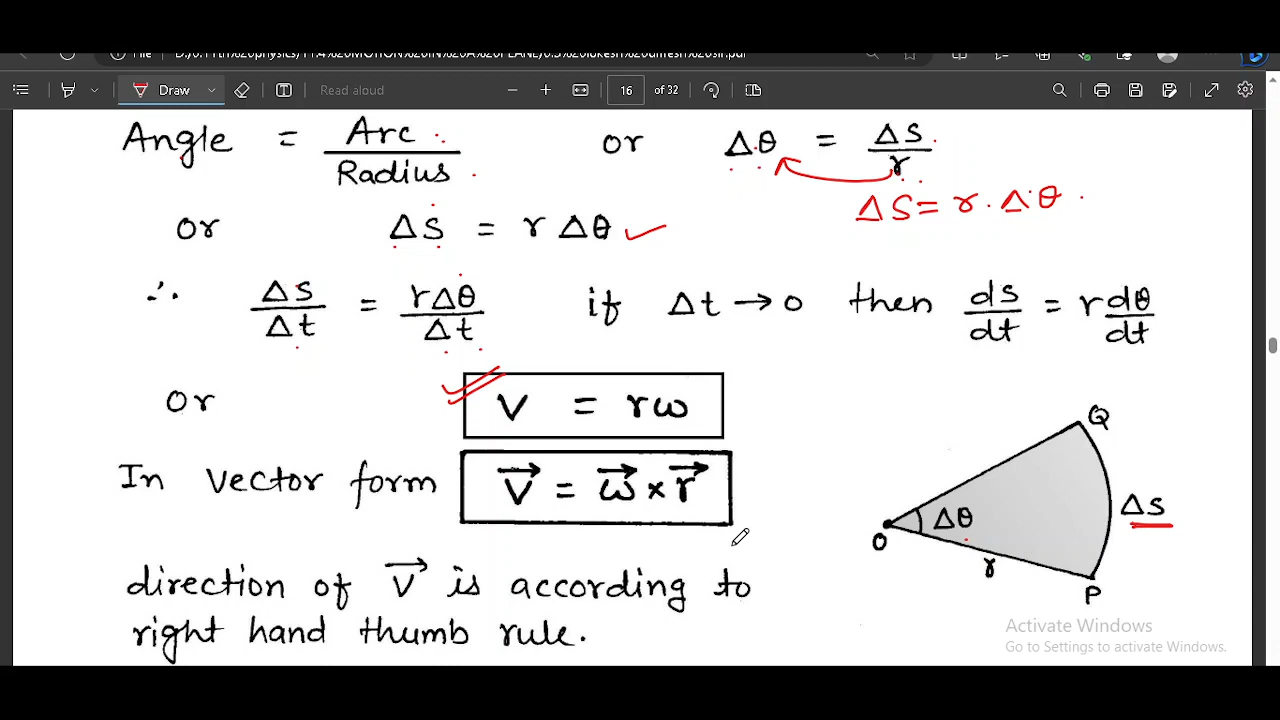 Draw
Read aloud
16 of 32
Angle = Arc / Radius or Δθ = Δs / r
Δs = r . Δθ
or Δs = r Δθ
∴ Δs / Δt = rΔθ / Δt if Δt → 0 then ds / dt = r dθ / dt
or V = rω
In vector form V⃗ = ω⃗ × r⃗
direction of V⃗ is according to
right hand thumb rule.
Q
Δθ
Δs
O
r
P
Activate Windows
Go to Settings to activate Windows.